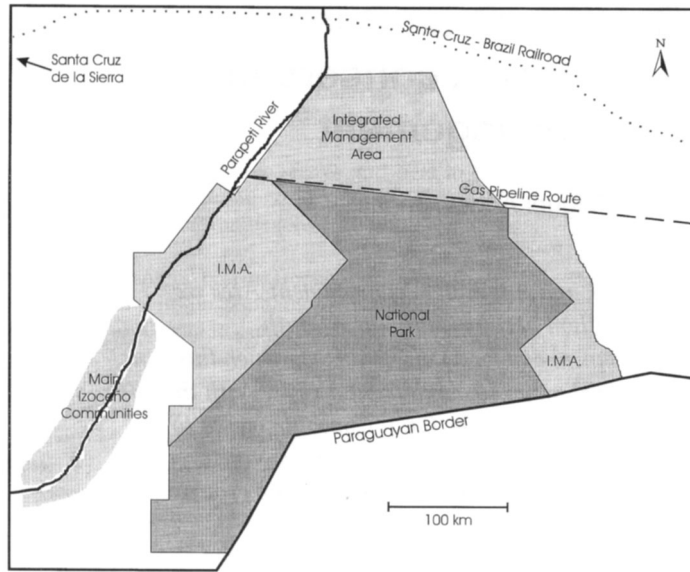 Santa Cruz - Brazil Railroad
N
Santa Cruz
de la Sierra
Parapeti River
Integrated
Management
Area
Gas Pipeline Route
I.M.A.
National
Park
I.M.A.
Main
Izoceño
Communities
Paraguayan Border
100 km